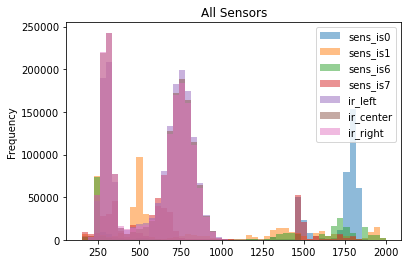 All Sensors
250000
200000
150000
100000
50000
0
Frequency
250
500
750
1000
1250
1500
1750
2000
sens_is0
sens_is1
sens_is6
sens_is7
ir_left
ir_center
ir_right